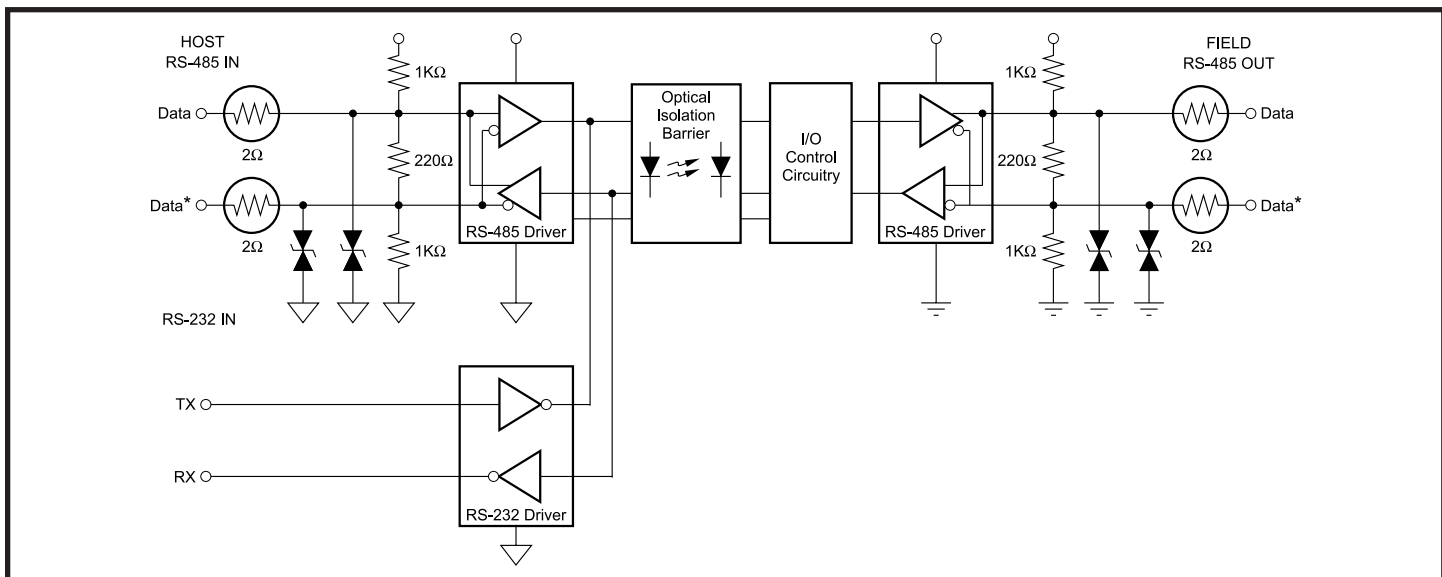 HOST
RS-485 IN
FIELD
RS-485 OUT
1KΩ
Optical
Isolation
Barrier
1KΩ
Data
Data
2Ω
220Ω
I/O
Control
Circuitry
220Ω
2Ω
Data*
Data*
2Ω
1KΩ
RS-485 Driver
RS-485 Driver
1KΩ
2Ω
RS-232 IN
TX
RX
RS-232 Driver